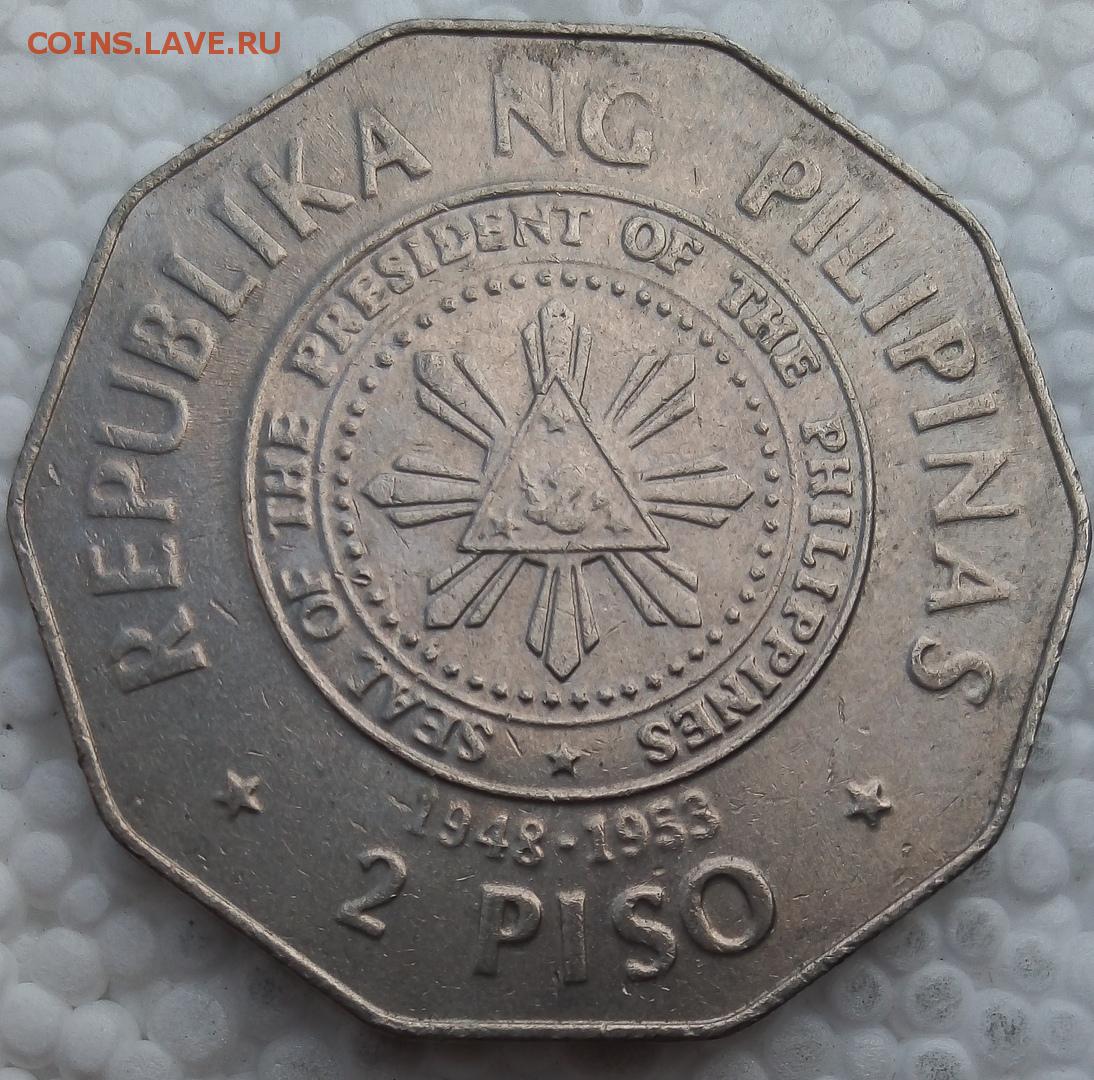 COINS.LAVE.RU
REPUBLIKA NG PILIPINAS
SEAL OF THE PRESIDENT OF THE PHILIPPINES
1948-1953
2 PISO